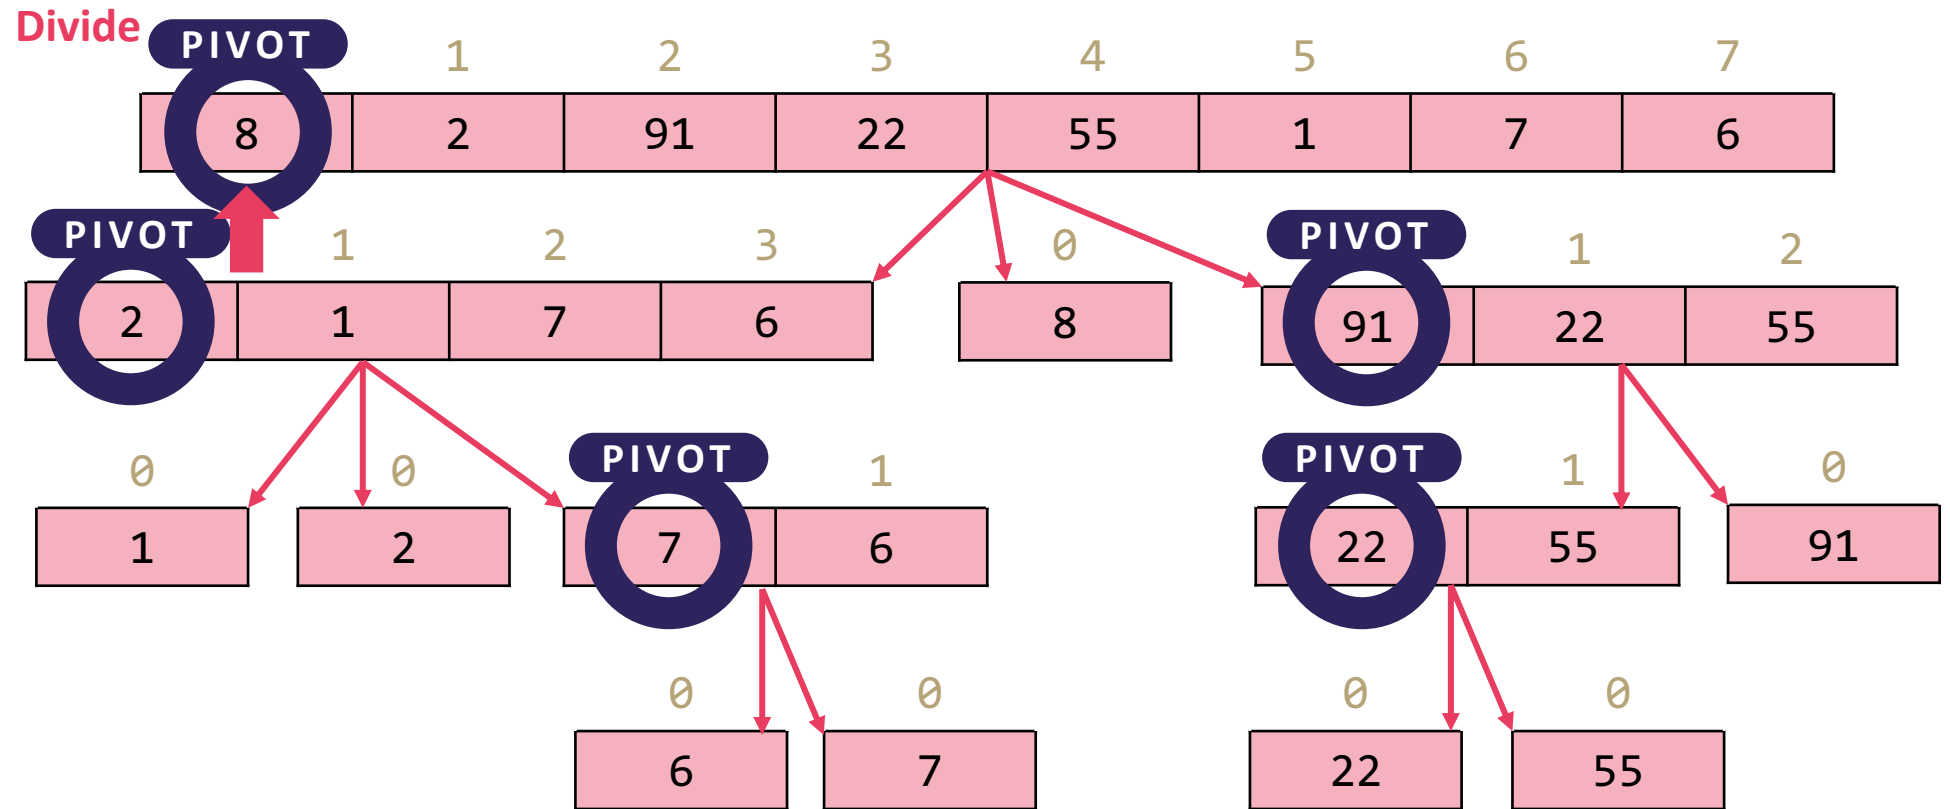 Divide PIVOT 1 2 3 4 5 6 7
8 2 91 22 55 1 7 6
PIVOT 1 2 3 0 PIVOT 1 2
2 1 7 6 8 91 22 55
0 0 PIVOT 1 PIVOT 1 0
1 2 7 6 22 55 91
0 0 0 0
6 7 22 55